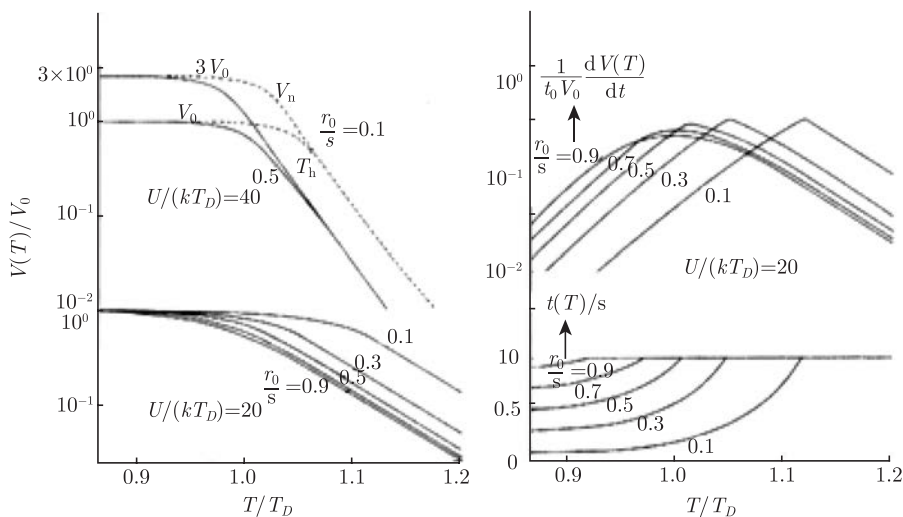 3×10⁰
3V₀
Vₙ
10⁰
V₀
r₀/s =0.1
Tₕ
0.5
U/(kT_D)=40
10⁻¹
V(T)/V₀
10⁻²
10⁰
0.1
0.3
0.5
r₀/s =0.9
U/(kT_D)=20
10⁻¹
0.9 1.0 1.1 1.2
T/T_D
10⁰
1/(t₀V₀) dV(T)/dt
r₀/s =0.9
0.7
0.5
0.3
0.1
10⁻¹
10⁻²
U/(kT_D)=20
t(T)/s
10
r₀/s =0.9
0.7
0.5
0.5
0.3
0.1
0
0.9 1.0 1.1 1.2
T/T_D